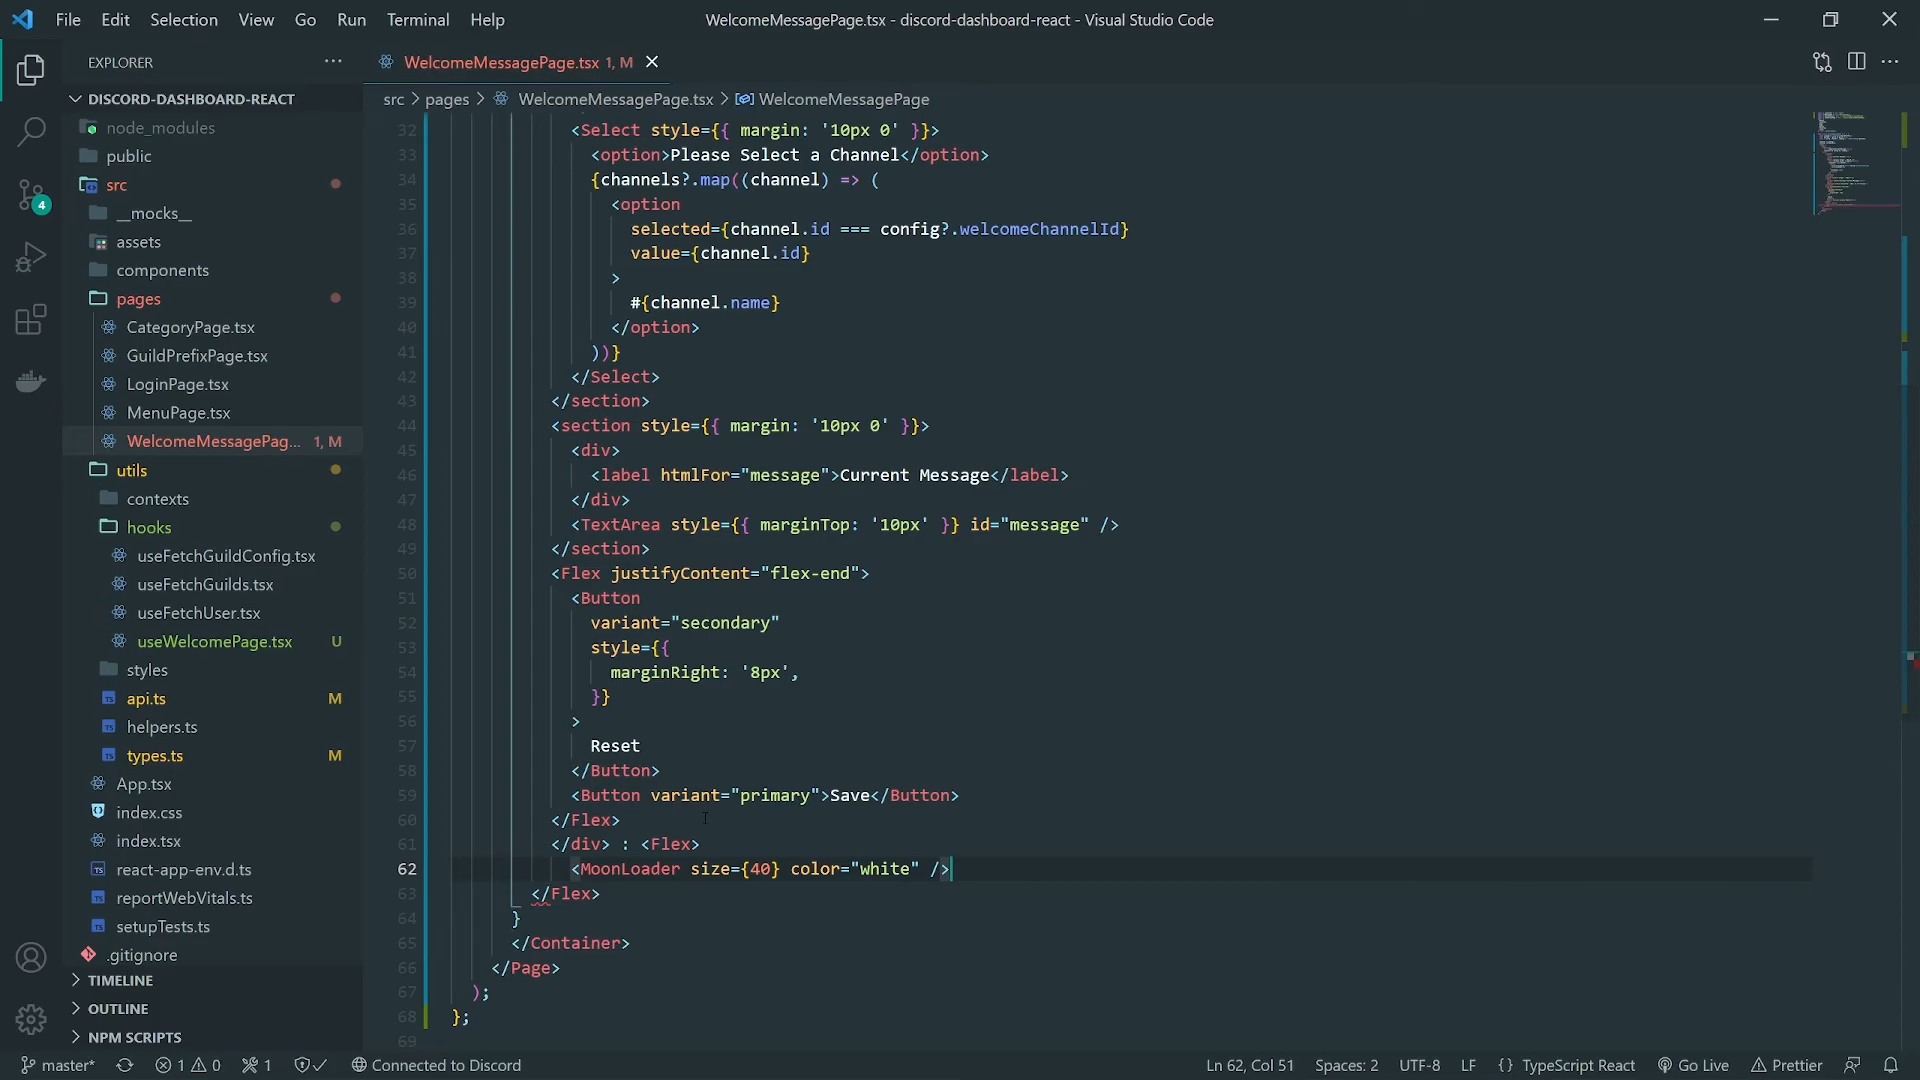 File Edit Selection View Go Run Terminal Help
WelcomeMessagePage.tsx - discord-dashboard-react - Visual Studio Code
EXPLORER
DISCORD-DASHBOARD-REACT
node_modules
public
src
__mocks__
assets
components
pages
CategoryPage.tsx
GuildPrefixPage.tsx
LoginPage.tsx
MenuPage.tsx
WelcomeMessagePag... 1, M
utils
contexts
hooks
useFetchGuildConfig.tsx
useFetchGuilds.tsx
useFetchUser.tsx
useWelcomePage.tsx U
styles
api.ts M
helpers.ts
types.ts M
App.tsx
index.css
index.tsx
react-app-env.d.ts
reportWebVitals.ts
setupTests.ts
.gitignore
TIMELINE
OUTLINE
NPM SCRIPTS
4
WelcomeMessagePage.tsx 1, M
src > pages > WelcomeMessagePage.tsx > WelcomeMessagePage
32 <Select style={{ margin: '10px 0' }}>
33 <option>Please Select a Channel</option>
34 {channels?.map((channel) => (
35 <option
36 selected={channel.id === config?.welcomeChannelId}
37 value={channel.id}
38 >
39 #{channel.name}
40 </option>
41 ))}
42 </Select>
43 </section>
44 <section style={{ margin: '10px 0' }}>
45 <div>
46 <label htmlFor="message">Current Message</label>
47 </div>
48 <TextArea style={{ marginTop: '10px' }} id="message" />
49 </section>
50 <Flex justifyContent="flex-end">
51 <Button
52 variant="secondary"
53 style={{
54 marginRight: '8px',
55 }}
56 >
57 Reset
58 </Button>
59 <Button variant="primary">Save</Button>
60 </Flex>
61 </div> : <Flex>
62 <MoonLoader size={40} color="white" />
63 </Flex>
64 }
65 </Container>
66 </Page>
67 );
68 };
69
master* 1 0 1 Connected to Discord Ln 62, Col 51 Spaces: 2 UTF-8 LF {} TypeScript React Go Live Prettier